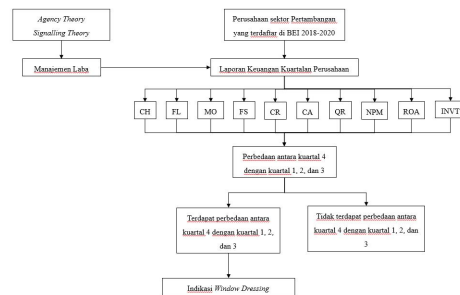 Agency Theory
Signalling Theory
Perusahaan sektor Pertambangan
yang terdaftar di BEI 2018-2020
Manajemen Laba
Laporan Keuangan Kuartalan Perusahaan
CH
FL
MO
FS
CR
CA
QR
NPM
ROA
INVT
Perbedaan antara kuartal 4
dengan kuartal 1, 2, dan 3
Terdapat perbedaan antara
kuartal 4 dengan kuartal 1, 2,
dan 3
Tidak terdapat perbedaan antara
kuartal 4 dengan kuartal 1, 2, dan
3
Indikasi Window Dressing